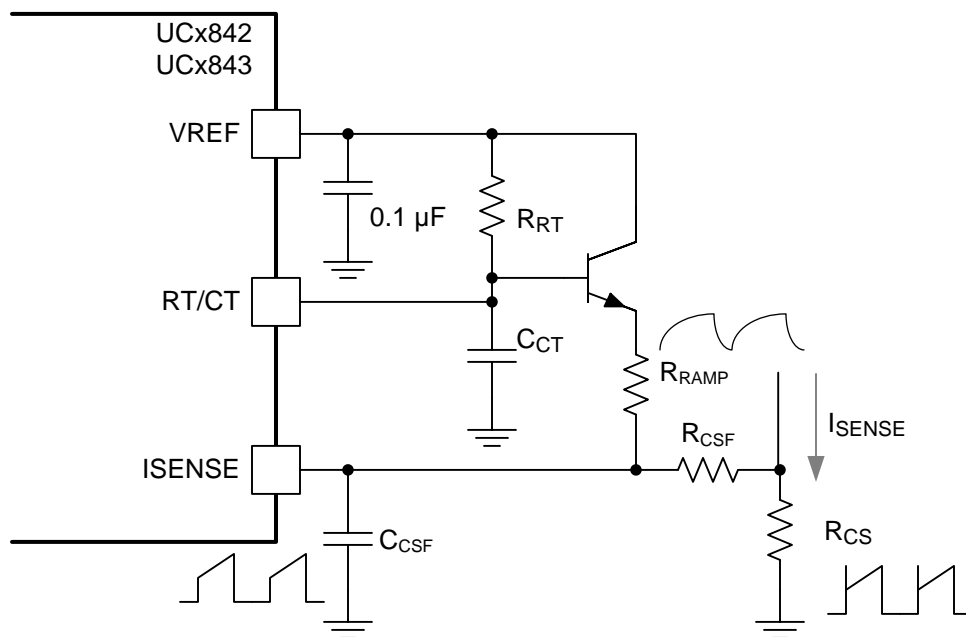 UCx842
UCx843
VREF
0.1 µF
RRT
RT/CT
CCT
RRAMP
ISENSE
RCSF
ISENSE
CCSF
RCS